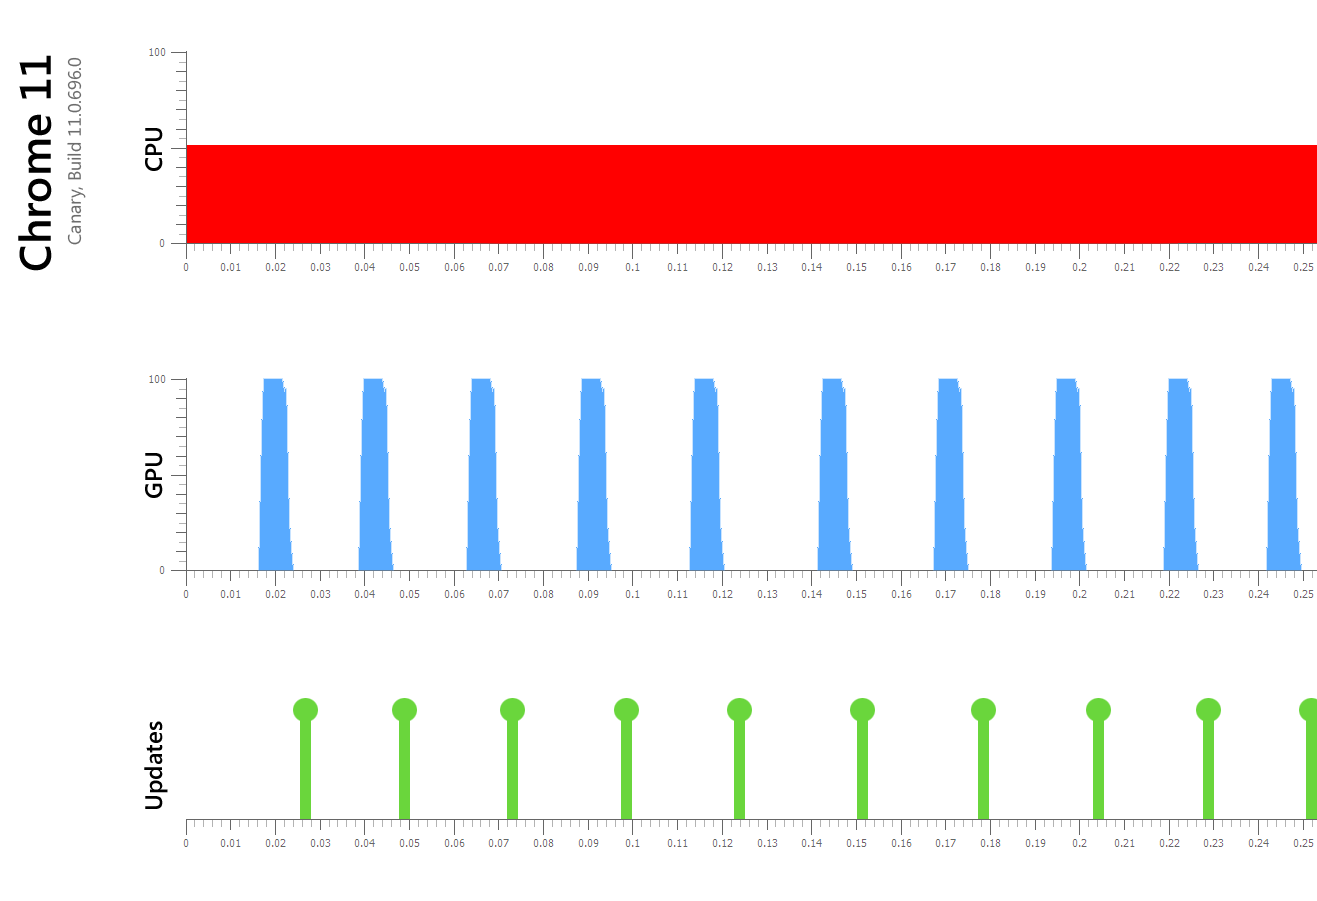 Chrome 11
Canary, Build 11.0.696.0
CPU
100
0
0 0.01 0.02 0.03 0.04 0.05 0.06 0.07 0.08 0.09 0.1 0.11 0.12 0.13 0.14 0.15 0.16 0.17 0.18 0.19 0.2 0.21 0.22 0.23 0.24 0.25
GPU
100
0
0 0.01 0.02 0.03 0.04 0.05 0.06 0.07 0.08 0.09 0.1 0.11 0.12 0.13 0.14 0.15 0.16 0.17 0.18 0.19 0.2 0.21 0.22 0.23 0.24 0.25
Updates
0 0.01 0.02 0.03 0.04 0.05 0.06 0.07 0.08 0.09 0.1 0.11 0.12 0.13 0.14 0.15 0.16 0.17 0.18 0.19 0.2 0.21 0.22 0.23 0.24 0.25